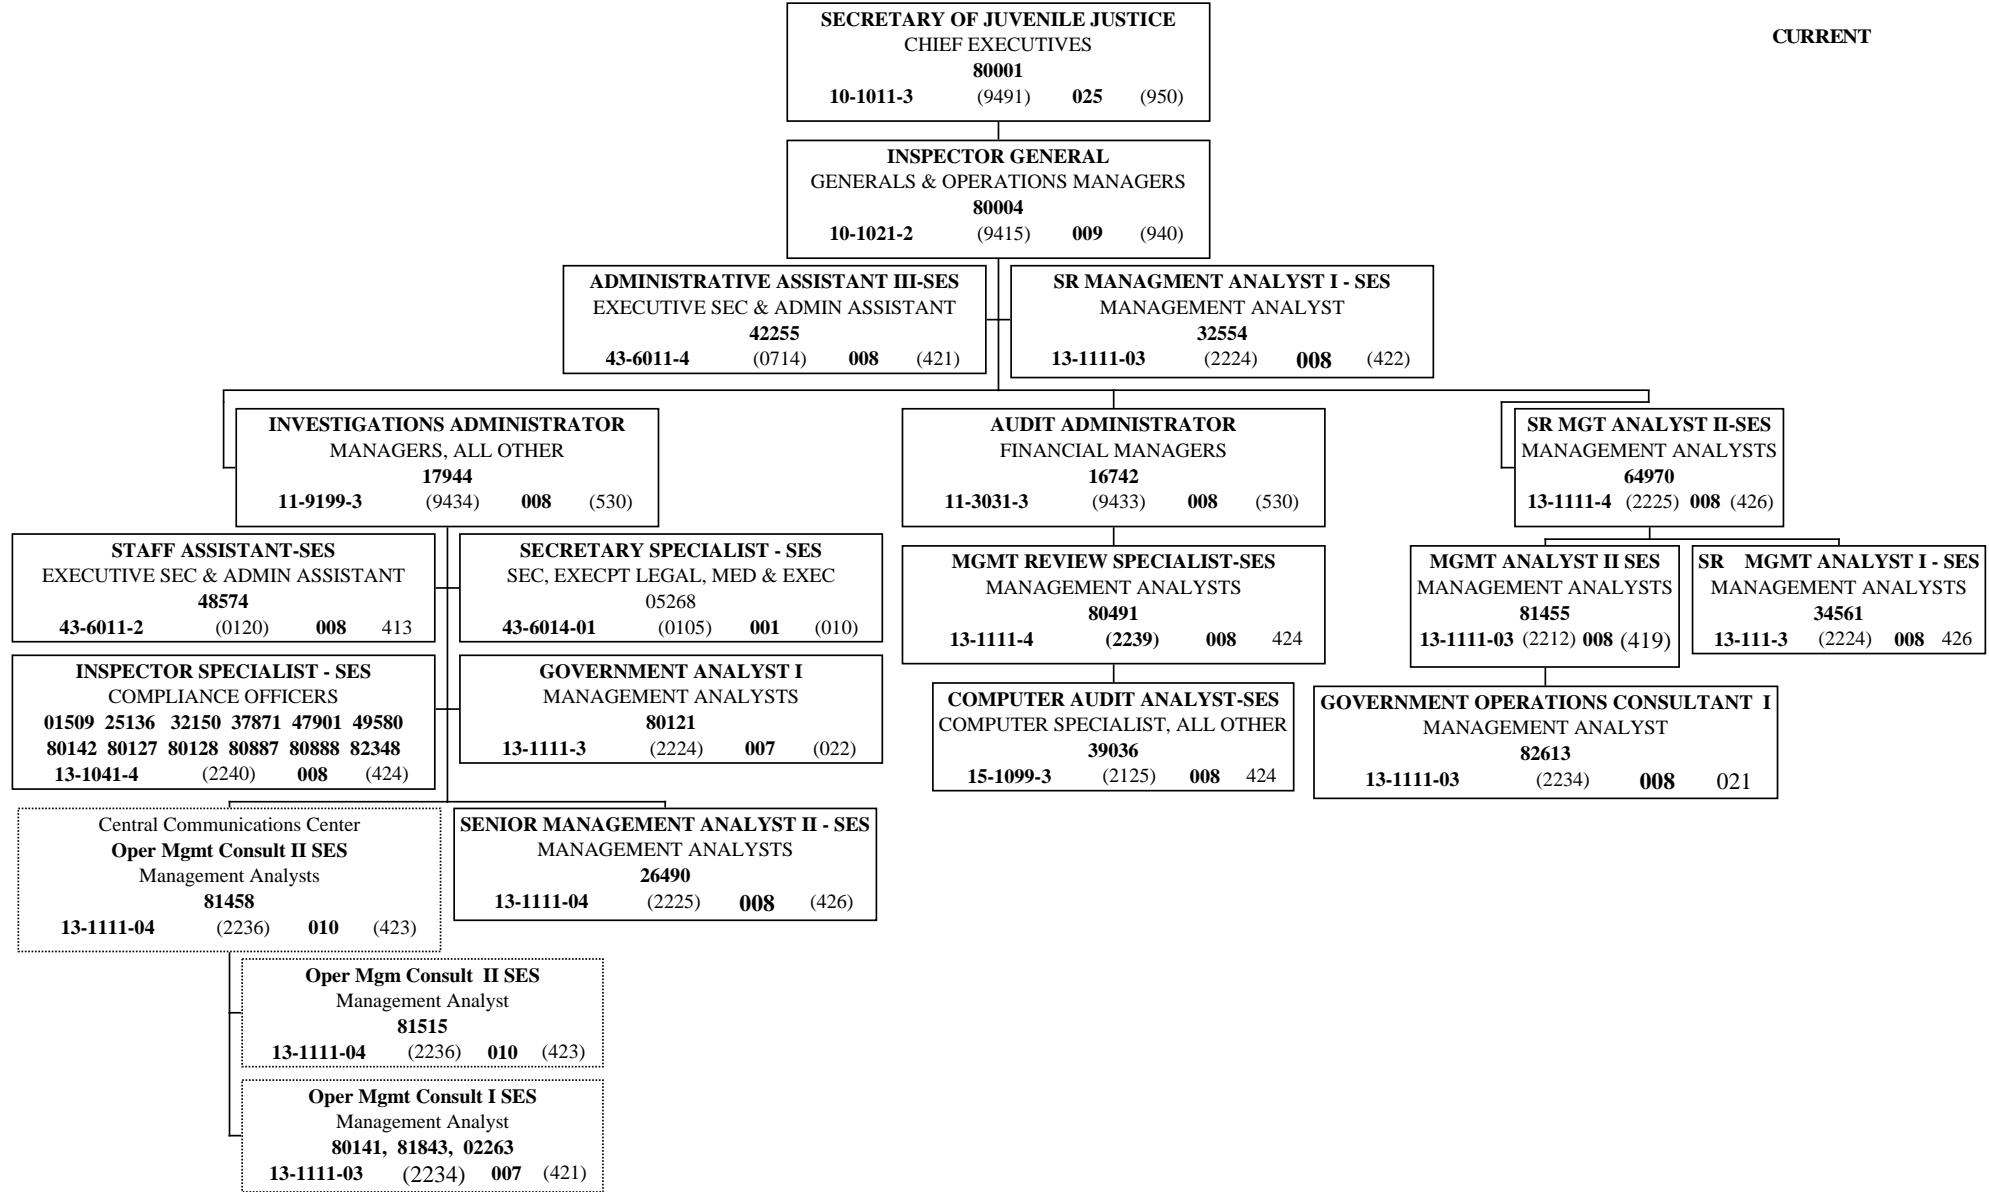 SECRETARY OF JUVENILE JUSTICE
CHIEF EXECUTIVES
80001
10-1011-3 (9491) 025 (950)
CURRENT
INSPECTOR GENERAL
GENERALS & OPERATIONS MANAGERS
80004
10-1021-2 (9415) 009 (940)
ADMINISTRATIVE ASSISTANT III-SES
EXECUTIVE SEC & ADMIN ASSISTANT
42255
43-6011-4 (0714) 008 (421)
SR MANAGMENT ANALYST I - SES
MANAGEMENT ANALYST
32554
13-1111-03 (2224) 008 (422)
INVESTIGATIONS ADMINISTRATOR
MANAGERS, ALL OTHER
17944
11-9199-3 (9434) 008 (530)
AUDIT ADMINISTRATOR
FINANCIAL MANAGERS
16742
11-3031-3 (9433) 008 (530)
SR MGT ANALYST II-SES
MANAGEMENT ANALYSTS
64970
13-1111-4 (2225) 008 (426)
STAFF ASSISTANT-SES
EXECUTIVE SEC & ADMIN ASSISTANT
48574
43-6011-2 (0120) 008 413
SECRETARY SPECIALIST - SES
SEC, EXECPT LEGAL, MED & EXEC
05268
43-6014-01 (0105) 001 (010)
MGMT REVIEW SPECIALIST-SES
MANAGEMENT ANALYSTS
80491
13-1111-4 (2239) 008 424
MGMT ANALYST II SES
MANAGEMENT ANALYSTS
81455
13-1111-03 (2212) 008 (419)
SR MGMT ANALYST I - SES
MANAGEMENT ANALYSTS
34561
13-111-3 (2224) 008 426
INSPECTOR SPECIALIST - SES
COMPLIANCE OFFICERS
01509 25136 32150 37871 47901 49580
80142 80127 80128 80887 80888 82348
13-1041-4 (2240) 008 (424)
GOVERNMENT ANALYST I
MANAGEMENT ANALYSTS
80121
13-1111-3 (2224) 007 (022)
COMPUTER AUDIT ANALYST-SES
COMPUTER SPECIALIST, ALL OTHER
39036
15-1099-3 (2125) 008 424
GOVERNMENT OPERATIONS CONSULTANT I
MANAGEMENT ANALYST
82613
13-1111-03 (2234) 008 021
Central Communications Center
Oper Mgmt Consult II SES
Management Analysts
81458
13-1111-04 (2236) 010 (423)
SENIOR MANAGEMENT ANALYST II - SES
MANAGEMENT ANALYSTS
26490
13-1111-04 (2225) 008 (426)
Oper Mgm Consult II SES
Management Analyst
81515
13-1111-04 (2236) 010 (423)
Oper Mgmt Consult I SES
Management Analyst
80141, 81843, 02263
13-1111-03 (2234) 007 (421)